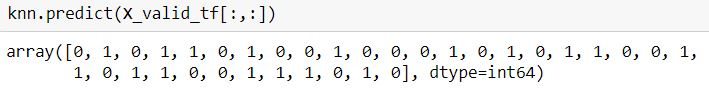 knn.predict(X_valid_tf[:,:])
array([0, 1, 0, 1, 1, 0, 1, 0, 0, 1, 0, 0, 0, 1, 0, 1, 0, 1, 1, 0, 0, 1,
1, 0, 1, 1, 0, 0, 1, 1, 1, 0, 1, 0], dtype=int64)